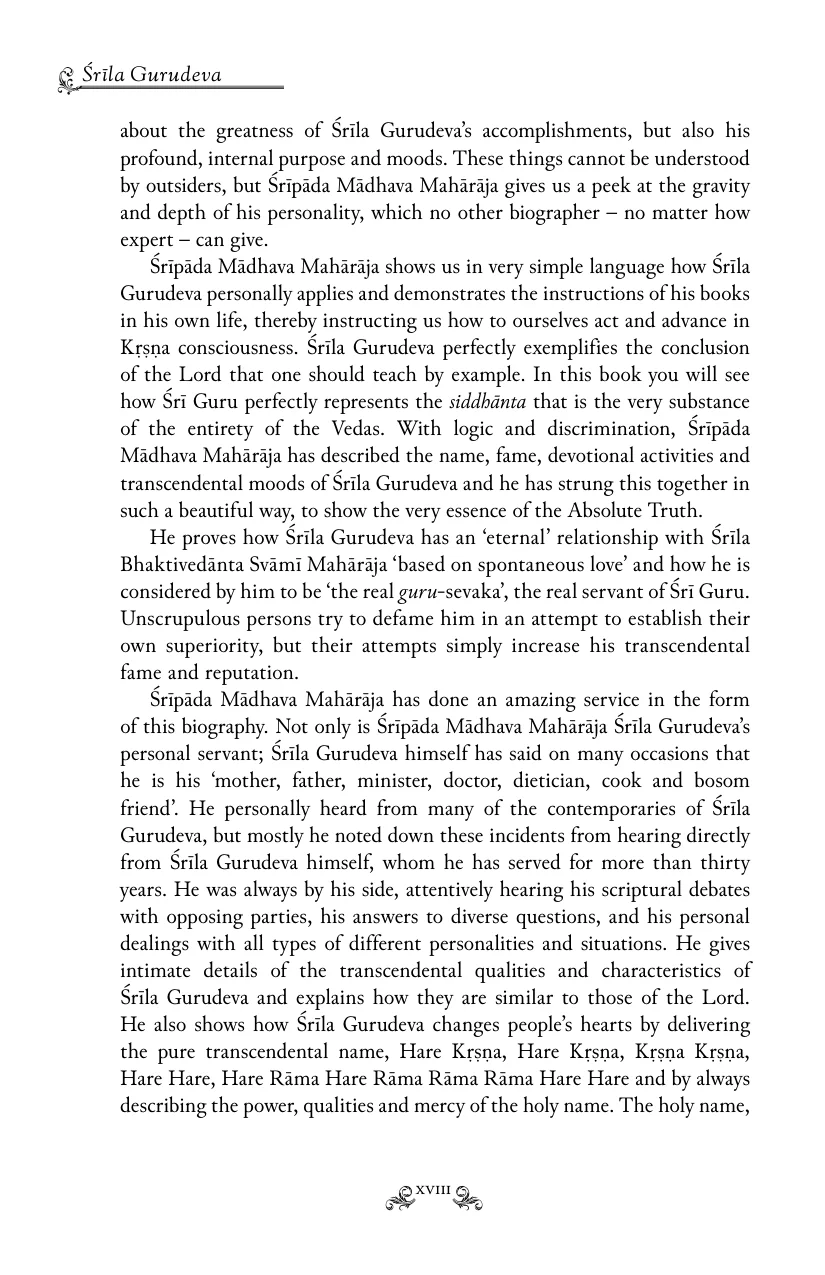 Śrīla Gurudeva
about the greatness of Śrīla Gurudeva’s accomplishments, but also his
profound, internal purpose and moods. These things cannot be understood
by outsiders, but Śrīpāda Mādhava Mahārāja gives us a peek at the gravity
and depth of his personality, which no other biographer – no matter how
expert – can give.
Śrīpāda Mādhava Mahārāja shows us in very simple language how Śrīla
Gurudeva personally applies and demonstrates the instructions of his books
in his own life, thereby instructing us how to ourselves act and advance in
Kṛṣṇa consciousness. Śrīla Gurudeva perfectly exemplifies the conclusion
of the Lord that one should teach by example. In this book you will see
how Śrī Guru perfectly represents the siddhānta that is the very substance
of the entirety of the Vedas. With logic and discrimination, Śrīpāda
Mādhava Mahārāja has described the name, fame, devotional activities and
transcendental moods of Śrīla Gurudeva and he has strung this together in
such a beautiful way, to show the very essence of the Absolute Truth.
He proves how Śrīla Gurudeva has an ‘eternal’ relationship with Śrīla
Bhaktivedānta Svāmī Mahārāja ‘based on spontaneous love’ and how he is
considered by him to be ‘the real guru-sevaka’, the real servant of Śrī Guru.
Unscrupulous persons try to defame him in an attempt to establish their
own superiority, but their attempts simply increase his transcendental
fame and reputation.
Śrīpāda Mādhava Mahārāja has done an amazing service in the form
of this biography. Not only is Śrīpāda Mādhava Mahārāja Śrīla Gurudeva’s
personal servant; Śrīla Gurudeva himself has said on many occasions that
he is his ‘mother, father, minister, doctor, dietician, cook and bosom
friend’. He personally heard from many of the contemporaries of Śrīla
Gurudeva, but mostly he noted down these incidents from hearing directly
from Śrīla Gurudeva himself, whom he has served for more than thirty
years. He was always by his side, attentively hearing his scriptural debates
with opposing parties, his answers to diverse questions, and his personal
dealings with all types of different personalities and situations. He gives
intimate details of the transcendental qualities and characteristics of
Śrīla Gurudeva and explains how they are similar to those of the Lord.
He also shows how Śrīla Gurudeva changes people’s hearts by delivering
the pure transcendental name, Hare Kṛṣṇa, Hare Kṛṣṇa, Kṛṣṇa Kṛṣṇa,
Hare Hare, Hare Rāma Hare Rāma Rāma Rāma Hare Hare and by always
describing the power, qualities and mercy of the holy name. The holy name,
XVIII